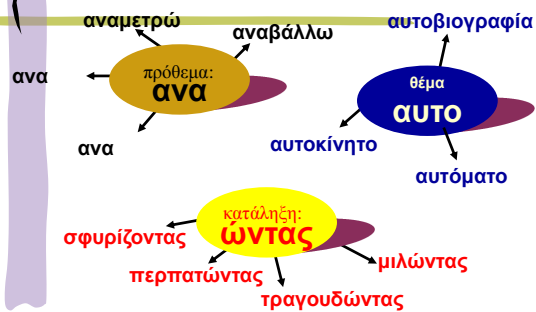 αναμετρώ
αναβάλλω
ανα
πρόθεμα:
ανα
ανα
αυτοβιογραφία
θέμα
αυτο
αυτοκίνητο
αυτόματο
κατάληξη:
ώντας
σφυρίζοντας
περπατώντας
τραγουδώντας
μιλώντας